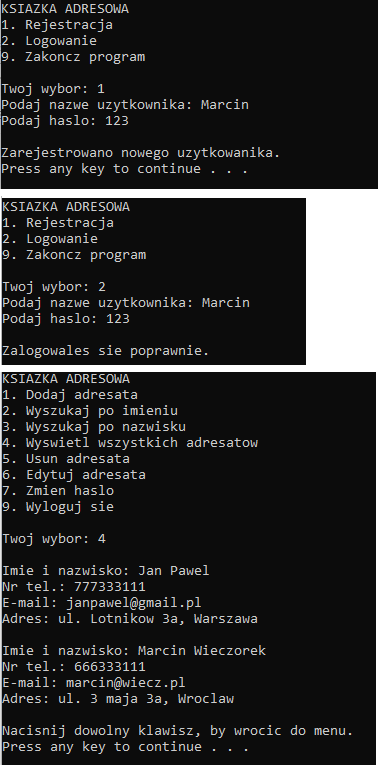 KSIAZKA ADRESOWA
1. Rejestracja
2. Logowanie
9. Zakoncz program
Twoj wybor: 1
Podaj nazwe uzytkownika: Marcin
Podaj haslo: 123
Zarejestrowano nowego uzytkowanika.
Press any key to continue . . .
KSIAZKA ADRESOWA
1. Rejestracja
2. Logowanie
9. Zakoncz program
Twoj wybor: 2
Podaj nazwe uzytkownika: Marcin
Podaj haslo: 123
Zalogowales sie poprawnie.
KSIAZKA ADRESOWA
1. Dodaj adresata
2. Wyszukaj po imieniu
3. Wyszukaj po nazwisku
4. Wyswietl wszystkich adresatow
5. Usun adresata
6. Edytuj adresata
7. Zmien haslo
9. Wyloguj sie
Twoj wybor: 4
Imie i nazwisko: Jan Pawel
Nr tel.: 777333111
E-mail: janpawel@gmail.pl
Adres: ul. Lotnikow 3a, Warszawa
Imie i nazwisko: Marcin Wieczorek
Nr tel.: 666333111
E-mail: marcin@wiecz.pl
Adres: ul. 3 maja 3a, Wroclaw
Nacisnij dowolny klawisz, by wrocic do menu.
Press any key to continue . . .